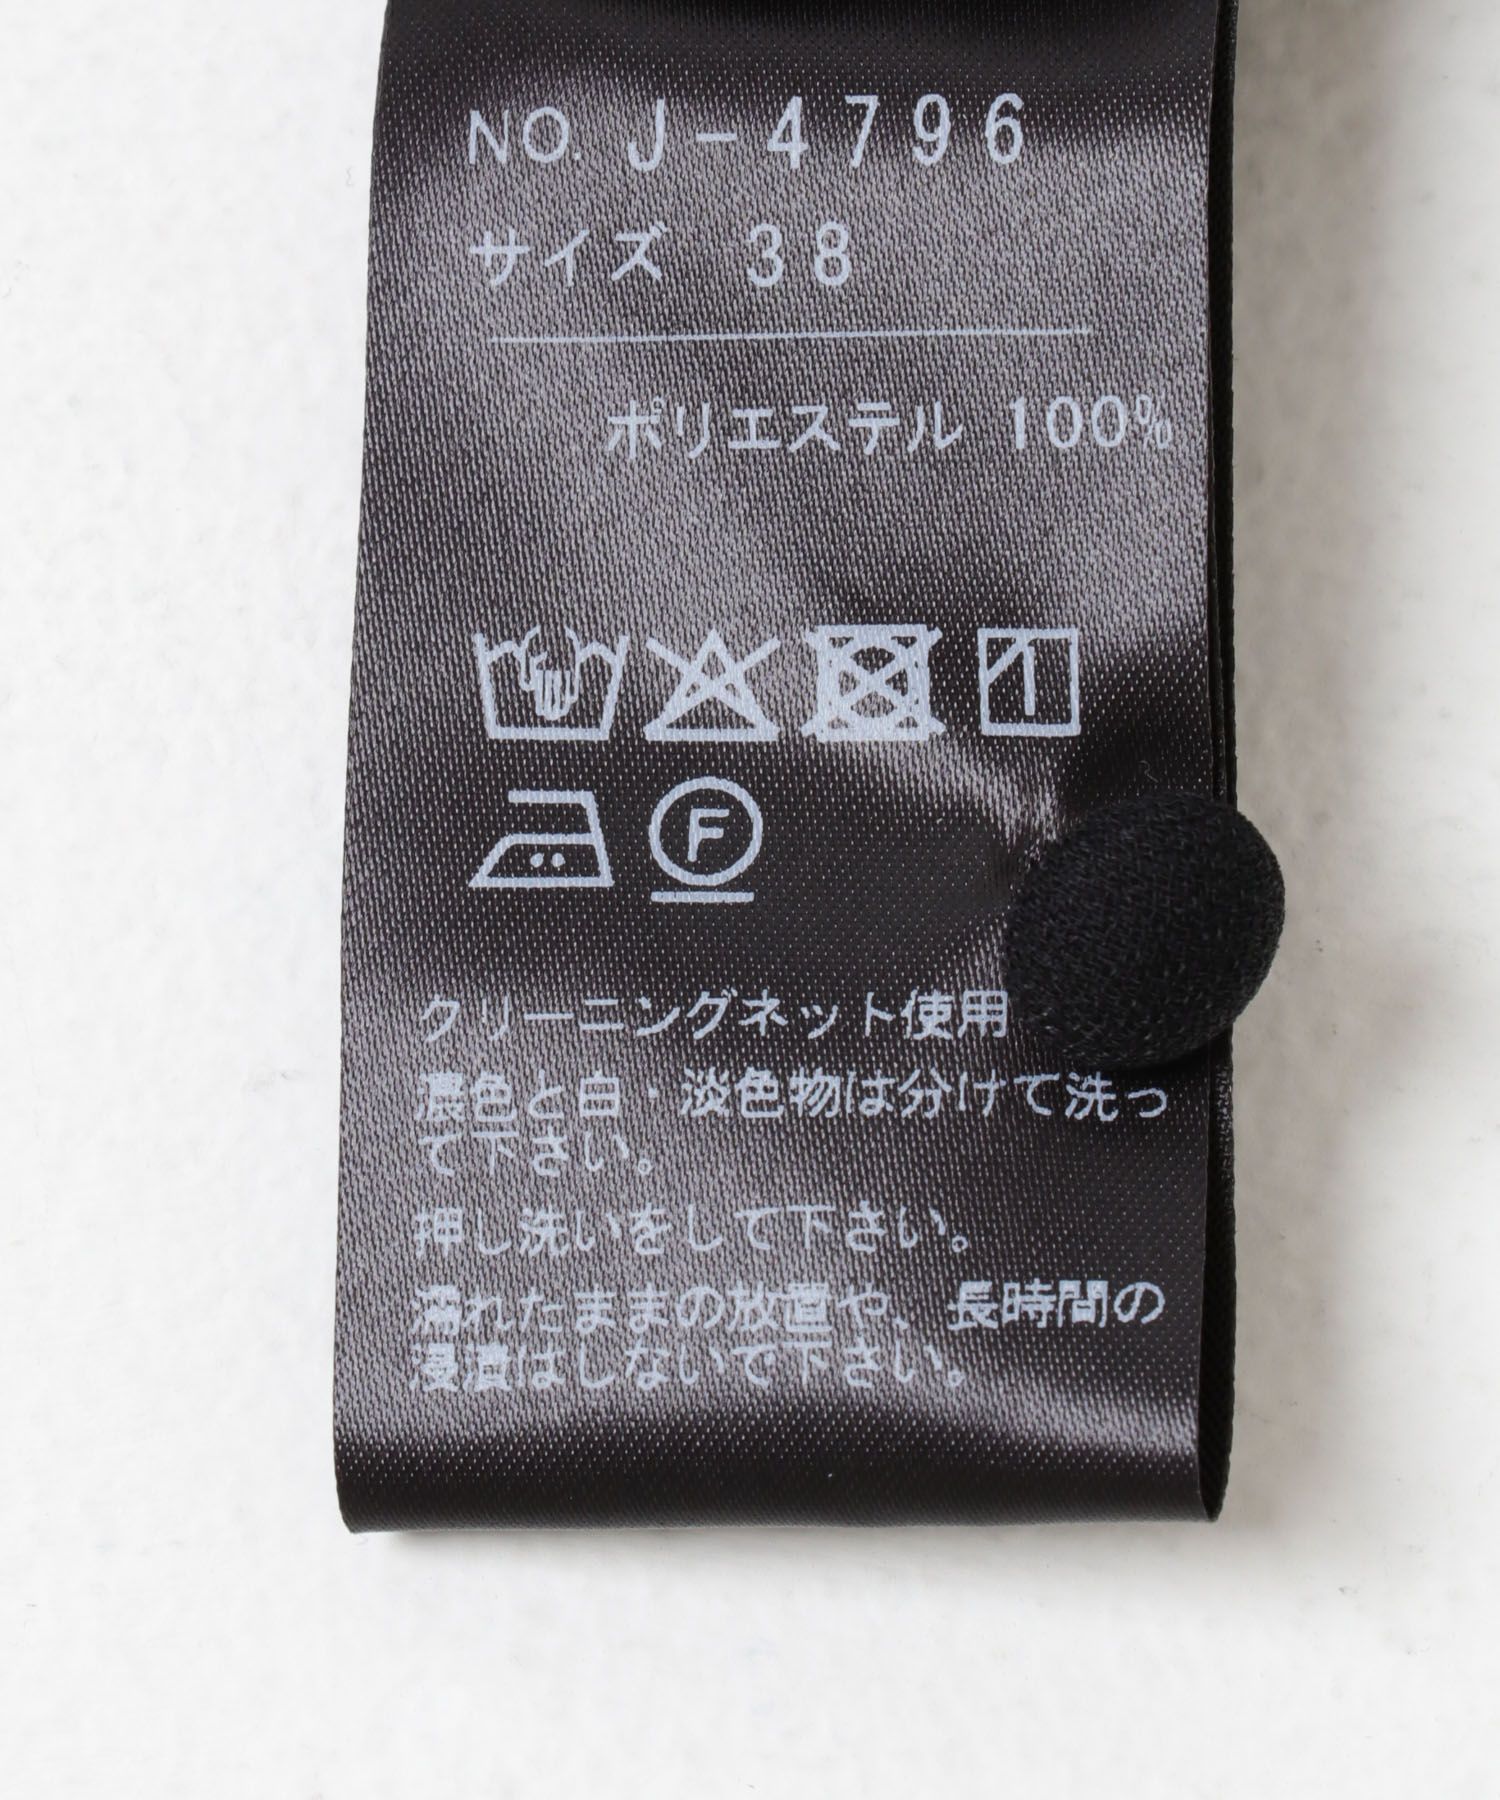 NO. J-4796
サイズ 38
ポリエステル 100%
F
クリーニングネット使用
濃色と白・淡色物は分けて洗っ
て下さい。
押し洗いをして下さい。
濡れたままの放置や、長時間の
浸漬はしないで下さい。